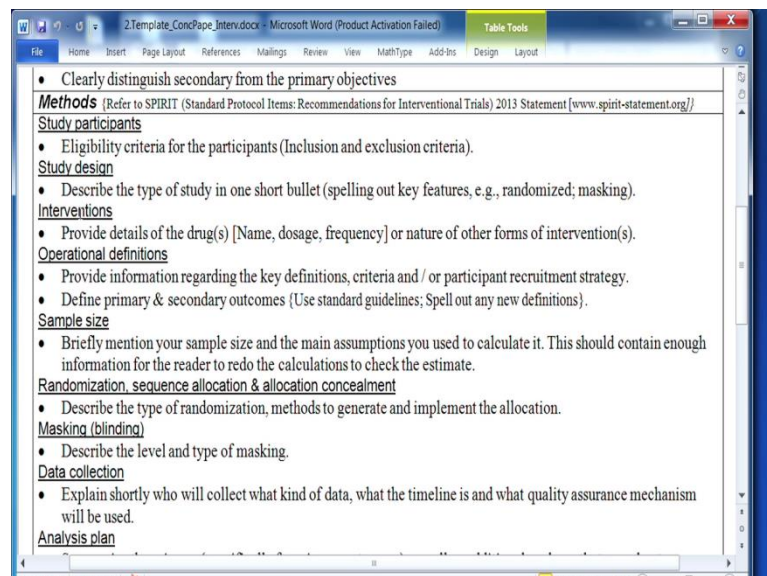 2.Template_ConcPape_Interv.docx - Microsoft Word (Product Activation Failed)
Table Tools
File Home Insert Page Layout References Mailings Review View MathType Add-Ins Design Layout
• Clearly distinguish secondary from the primary objectives
Methods {Refer to SPIRIT (Standard Protocol Items: Recommendations for Interventional Trials) 2013 Statement [www.spirit-statement.org]}
Study participants
• Eligibility criteria for the participants (Inclusion and exclusion criteria).
Study design
• Describe the type of study in one short bullet (spelling out key features, e.g., randomized; masking).
Interventions
• Provide details of the drug(s) [Name, dosage, frequency] or nature of other forms of intervention(s).
Operational definitions
• Provide information regarding the key definitions, criteria and / or participant recruitment strategy.
• Define primary & secondary outcomes {Use standard guidelines; Spell out any new definitions}.
Sample size
• Briefly mention your sample size and the main assumptions you used to calculate it. This should contain enough
information for the reader to redo the calculations to check the estimate.
Randomization, sequence allocation & allocation concealment
• Describe the type of randomization, methods to generate and implement the allocation.
Masking (blinding)
• Describe the level and type of masking.
Data collection
• Explain shortly who will collect what kind of data, what the timeline is and what quality assurance mechanism
will be used.
Analysis plan